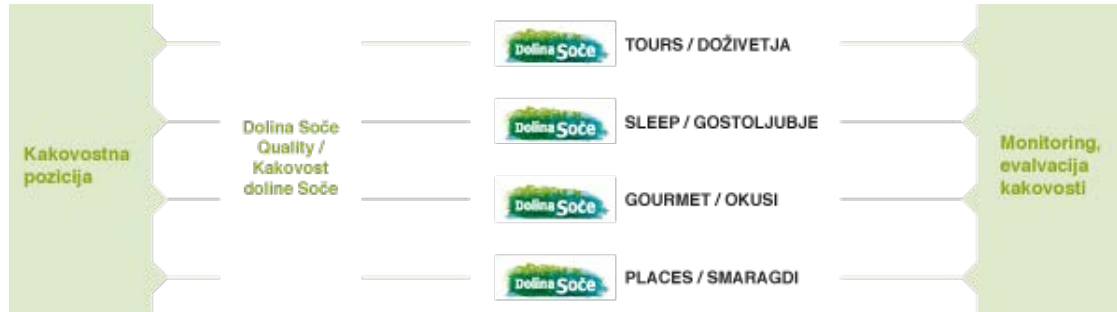 Kakovostna
pozicija
Dolina Soče
Quality /
Kakovost
doline Soče
Dolina Soče
TOURS / DOŽIVETJA
Dolina Soče
SLEEP / GOSTOLJUBJE
Dolina Soče
GOURMET / OKUSI
Dolina Soče
PLACES / SMARAGDI
Monitoring,
evalvacija
kakovosti